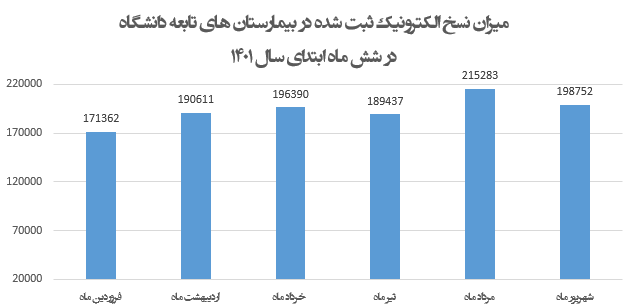 میزان نسخ الکترونیک ثبت شده در بیمارستان های تابعه دانشگاه
در شش ماه ابتدای سال ۱۴۰۱
220000
170000
120000
70000
20000
171362
190611
196390
189437
215283
198752
فروردین ماه
اردیبهشت ماه
خرداد ماه
تیر ماه
مرداد ماه
شهریور ماه